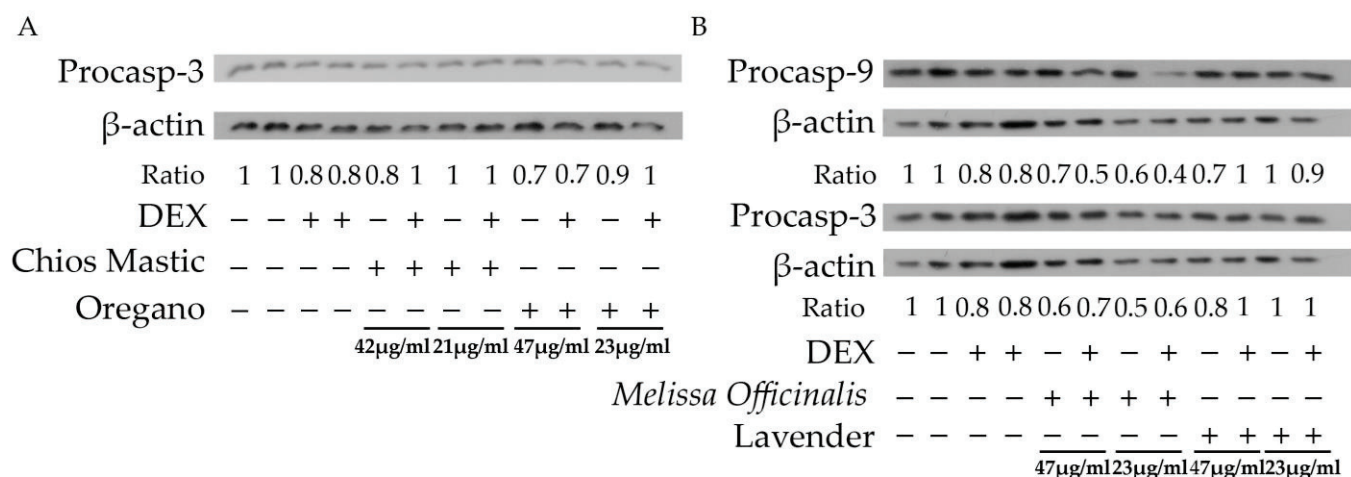 A
Procasp-3
β-actin
Ratio 1 1 0.8 0.8 0.8 1 1 1 0.7 0.7 0.9 1
DEX – – + + – + – + – + – +
Chios Mastic – – – – + + + + – – – –
Oregano – – – – – – – – + + + +
42μg/ml 21μg/ml 47μg/ml 23μg/ml
B
Procasp-9
β-actin
Ratio 1 1 0.8 0.8 0.7 0.5 0.6 0.4 0.7 1 1 0.9
Procasp-3
β-actin
Ratio 1 1 0.8 0.8 0.6 0.7 0.5 0.6 0.8 1 1 1
DEX – – + + – + – + – + – +
Melissa Officinalis – – – – + + + + – – – –
Lavender – – – – – – – – + + + +
47μg/ml 23μg/ml 47μg/ml 23μg/ml